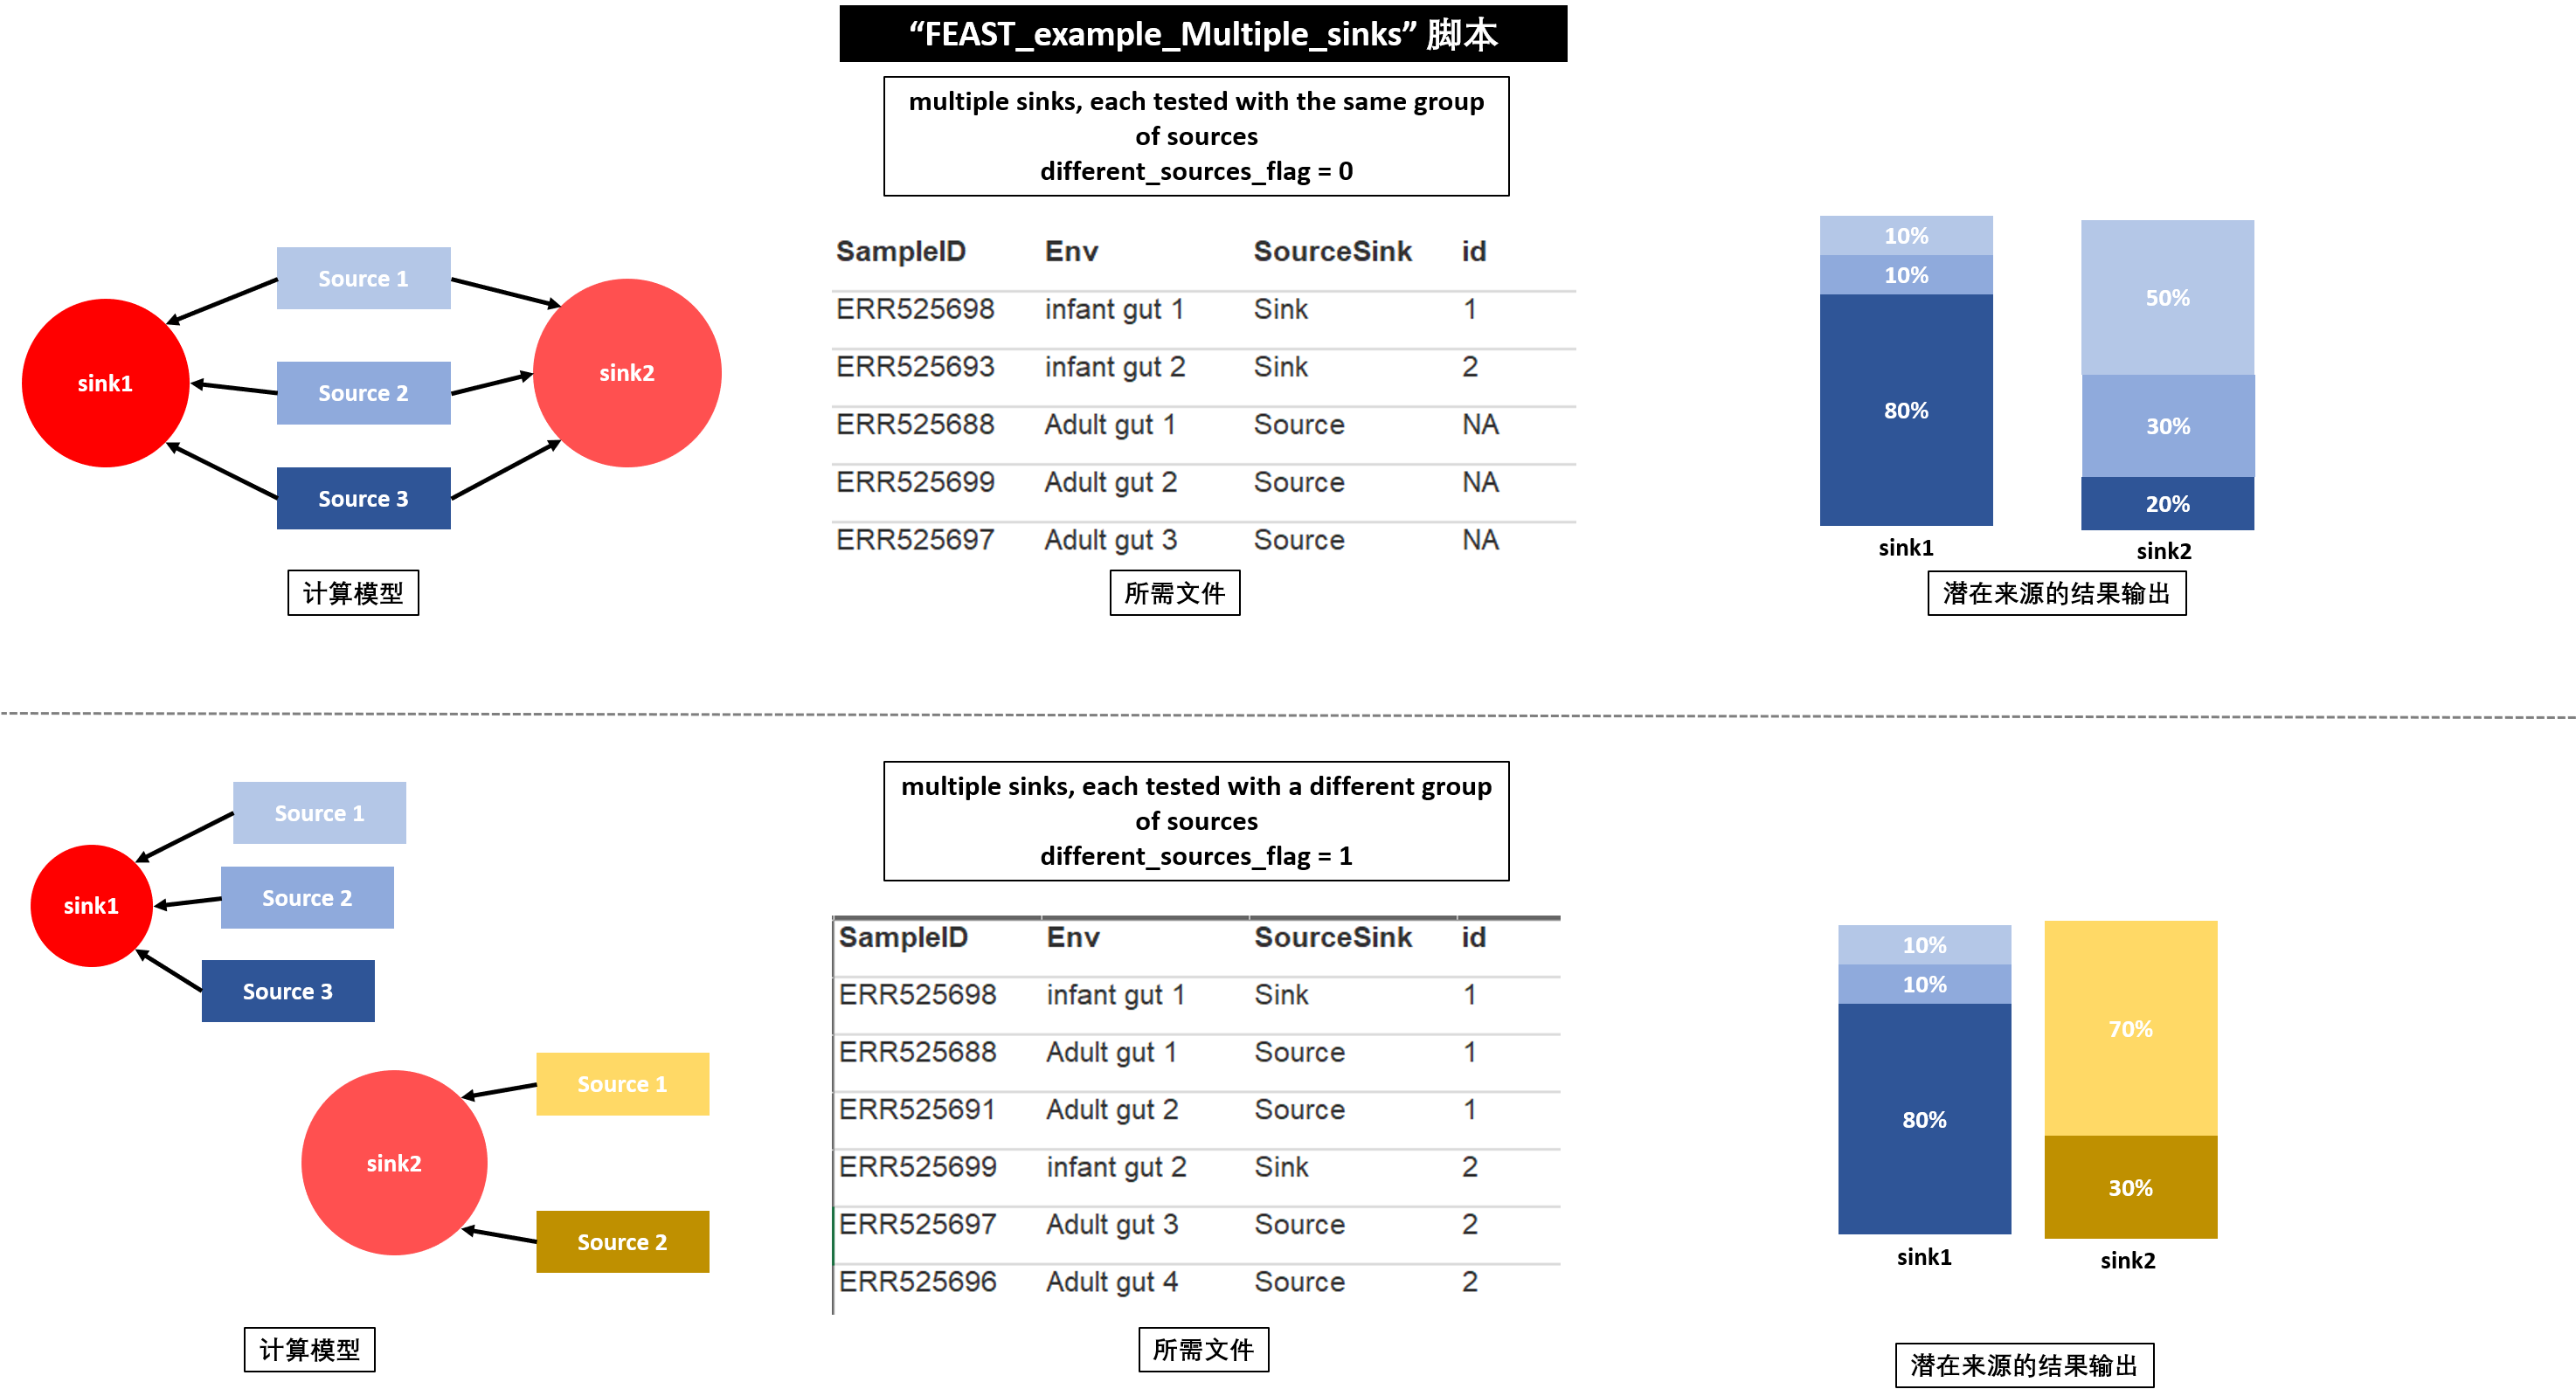 “FEAST_example_Multiple_sinks” 脚本
multiple sinks, each tested with the same group
of sources
different_sources_flag = 0
Source 1
Source 2
Source 3
sink1
sink2
计算模型
SampleID Env SourceSink id
ERR525698 infant gut 1 Sink 1
ERR525693 infant gut 2 Sink 2
ERR525688 Adult gut 1 Source NA
ERR525699 Adult gut 2 Source NA
ERR525697 Adult gut 3 Source NA
所需文件
10%
10%
80%
sink1
50%
30%
20%
sink2
潜在来源的结果输出
multiple sinks, each tested with a different group
of sources
different_sources_flag = 1
Source 1
Source 2
Source 3
sink1
Source 1
sink2
Source 2
计算模型
SampleID Env SourceSink id
ERR525698 infant gut 1 Sink 1
ERR525688 Adult gut 1 Source 1
ERR525691 Adult gut 2 Source 1
ERR525699 infant gut 2 Sink 2
ERR525697 Adult gut 3 Source 2
ERR525696 Adult gut 4 Source 2
所需文件
10%
10%
80%
sink1
70%
30%
sink2
潜在来源的结果输出